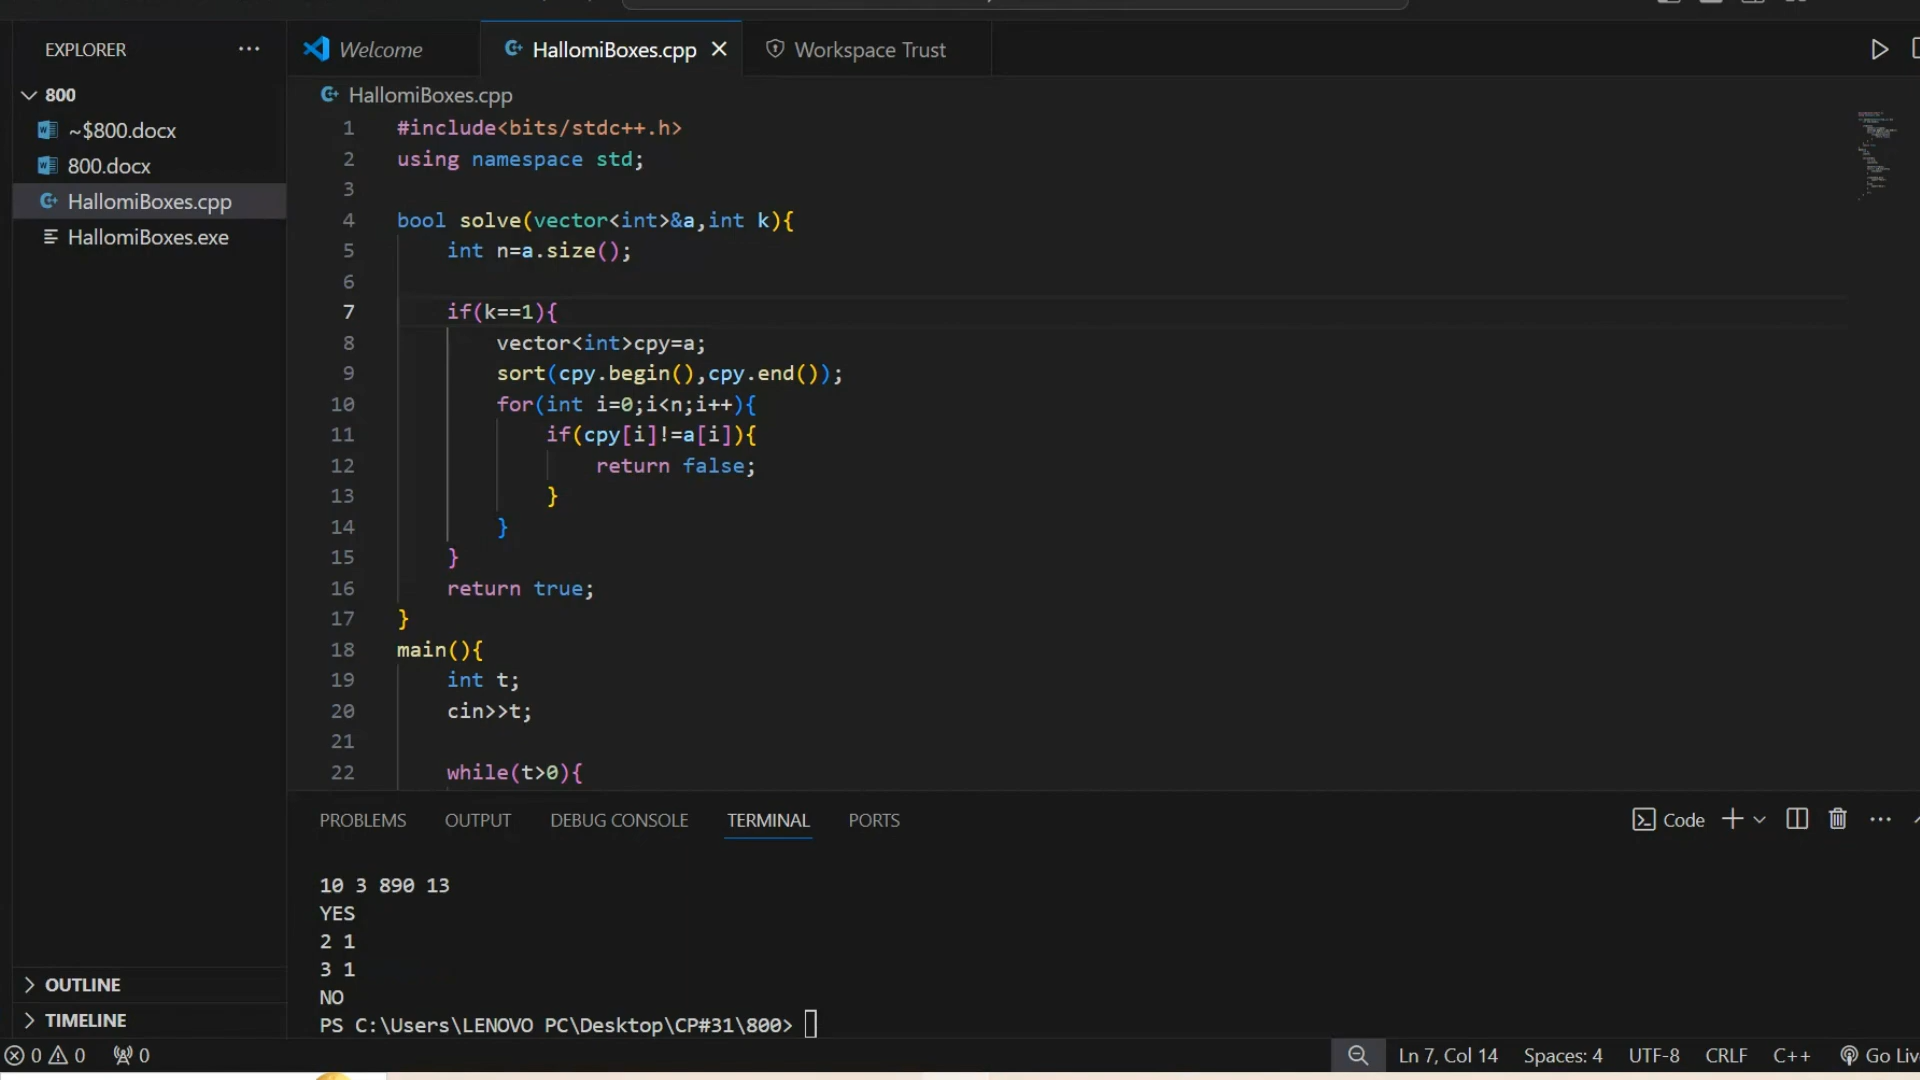 EXPLORER
Welcome
HallomiBoxes.cpp
Workspace Trust
800
~$800.docx
800.docx
HallomiBoxes.cpp
HallomiBoxes.exe
HallomiBoxes.cpp
1 #include<bits/stdc++.h>
2 using namespace std;
3
4 bool solve(vector<int>&a,int k){
5 int n=a.size();
6
7 if(k==1){
8 vector<int>cpy=a;
9 sort(cpy.begin(),cpy.end());
10 for(int i=0;i<n;i++){
11 if(cpy[i]!=a[i]){
12 return false;
13 }
14 }
15 }
16 return true;
17 }
18 main(){
19 int t;
20 cin>>t;
21
22 while(t>0){
PROBLEMS OUTPUT DEBUG CONSOLE TERMINAL PORTS
Code
10 3 890 13
YES
2 1
3 1
NO
PS C:\Users\LENOVO PC\Desktop\CP#31\800>
OUTLINE
TIMELINE
0 0 0
Ln 7, Col 14 Spaces: 4 UTF-8 CRLF C++ Go Liv